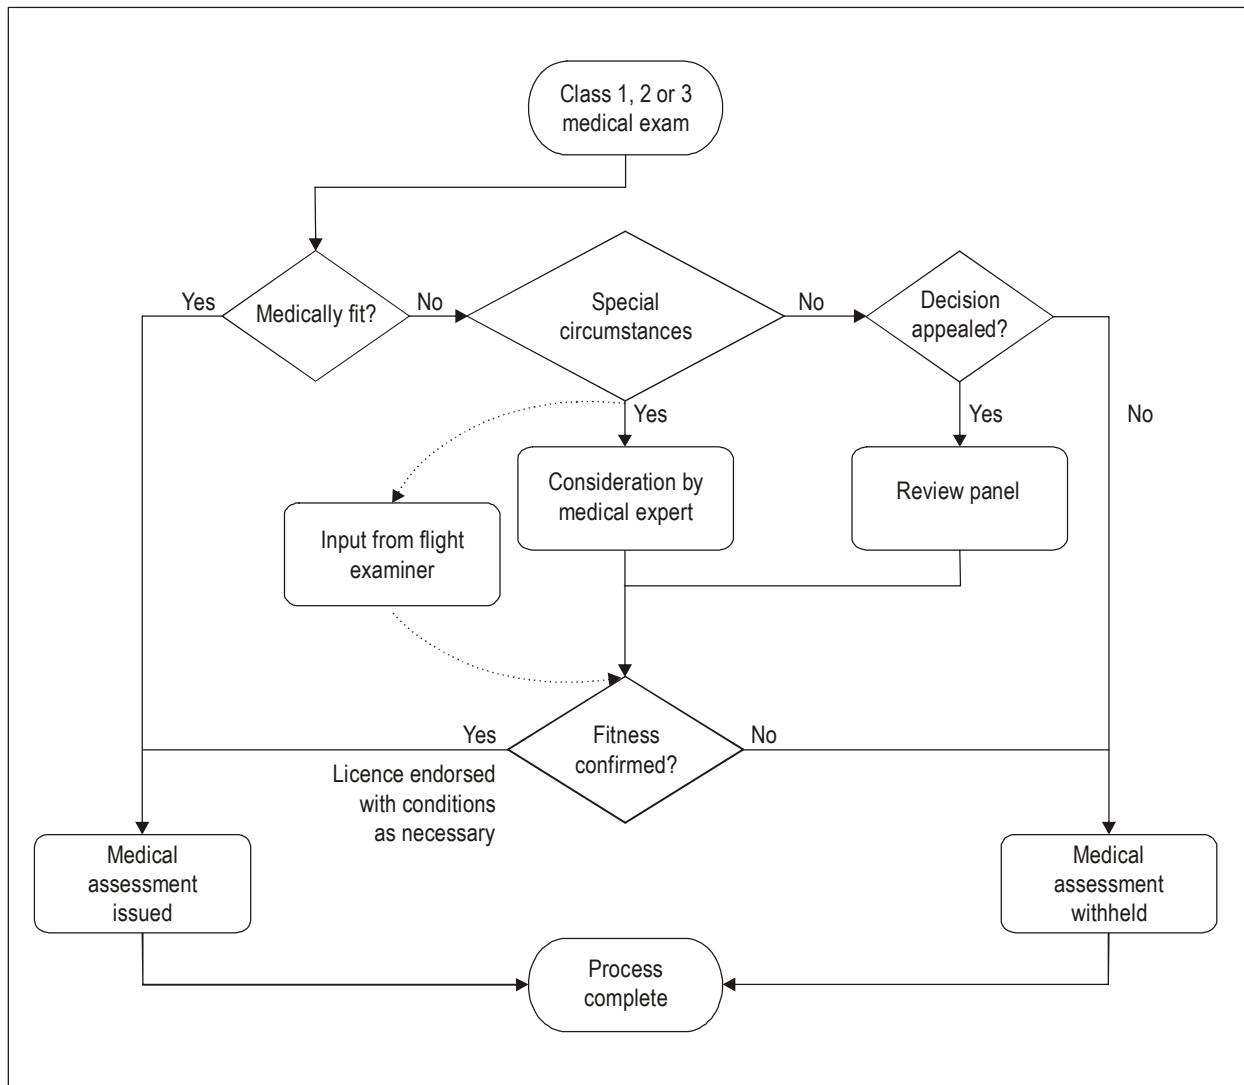 Class 1, 2 or 3
medical exam
Yes
Medically fit?
No
Special
circumstances
No
Decision
appealed?
Yes
Yes
No
Consideration by
medical expert
Review panel
Input from flight
examiner
Yes
Fitness
confirmed?
No
Licence endorsed
with conditions
as necessary
Medical
assessment
issued
Medical
assessment
withheld
Process
complete